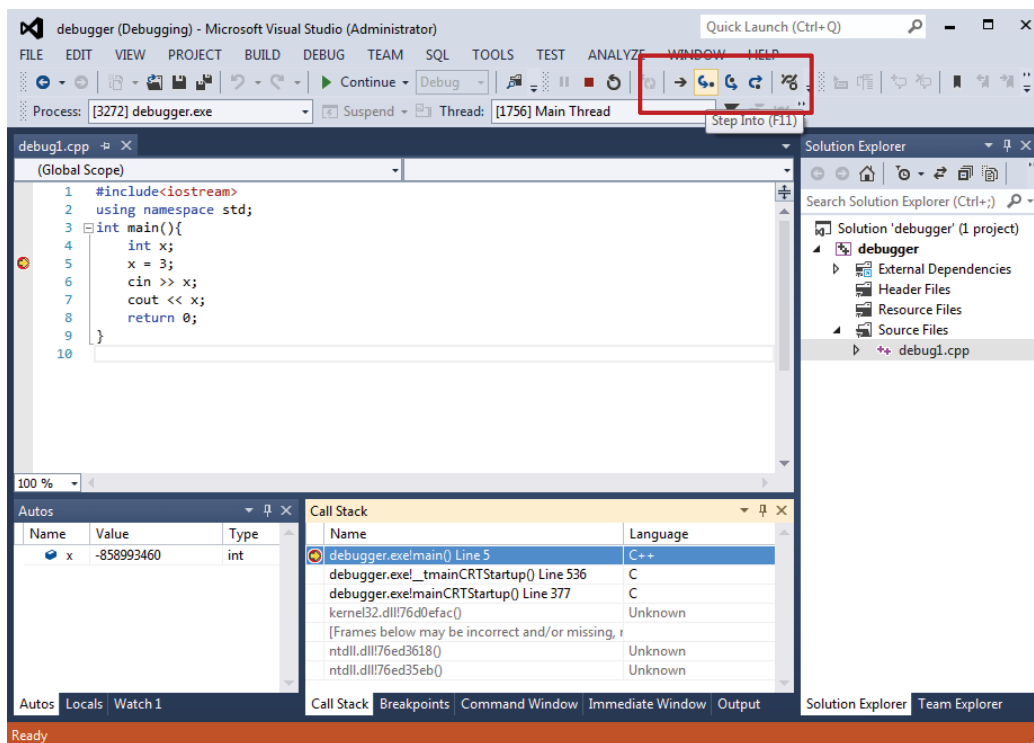 debugger (Debugging) - Microsoft Visual Studio (Administrator)
Quick Launch (Ctrl+Q)
FILE EDIT VIEW PROJECT BUILD DEBUG TEAM SQL TOOLS TEST ANALYZE WINDOW HELP
Continue Debug
Process: [3272] debugger.exe Suspend Thread: [1756] Main Thread
Step Into (F11)
debug1.cpp
(Global Scope)
1 #include<iostream>
2 using namespace std;
3 int main(){
4 int x;
5 x = 3;
6 cin >> x;
7 cout << x;
8 return 0;
9 }
10
100 %
Solution Explorer
Search Solution Explorer (Ctrl+;)
Solution 'debugger' (1 project)
debugger
External Dependencies
Header Files
Resource Files
Source Files
debug1.cpp
Autos
Name Value Type
x -858993460 int
Autos Locals Watch 1
Call Stack
Name Language
debugger.exe!main() Line 5 C++
debugger.exe!__tmainCRTStartup() Line 536 C
debugger.exe!mainCRTStartup() Line 377 C
kernel32.dll!76d0efac() Unknown
[Frames below may be incorrect and/or missing,
ntdll.dll!76ed3618() Unknown
ntdll.dll!76ed35eb() Unknown
Call Stack Breakpoints Command Window Immediate Window Output
Solution Explorer Team Explorer
Ready